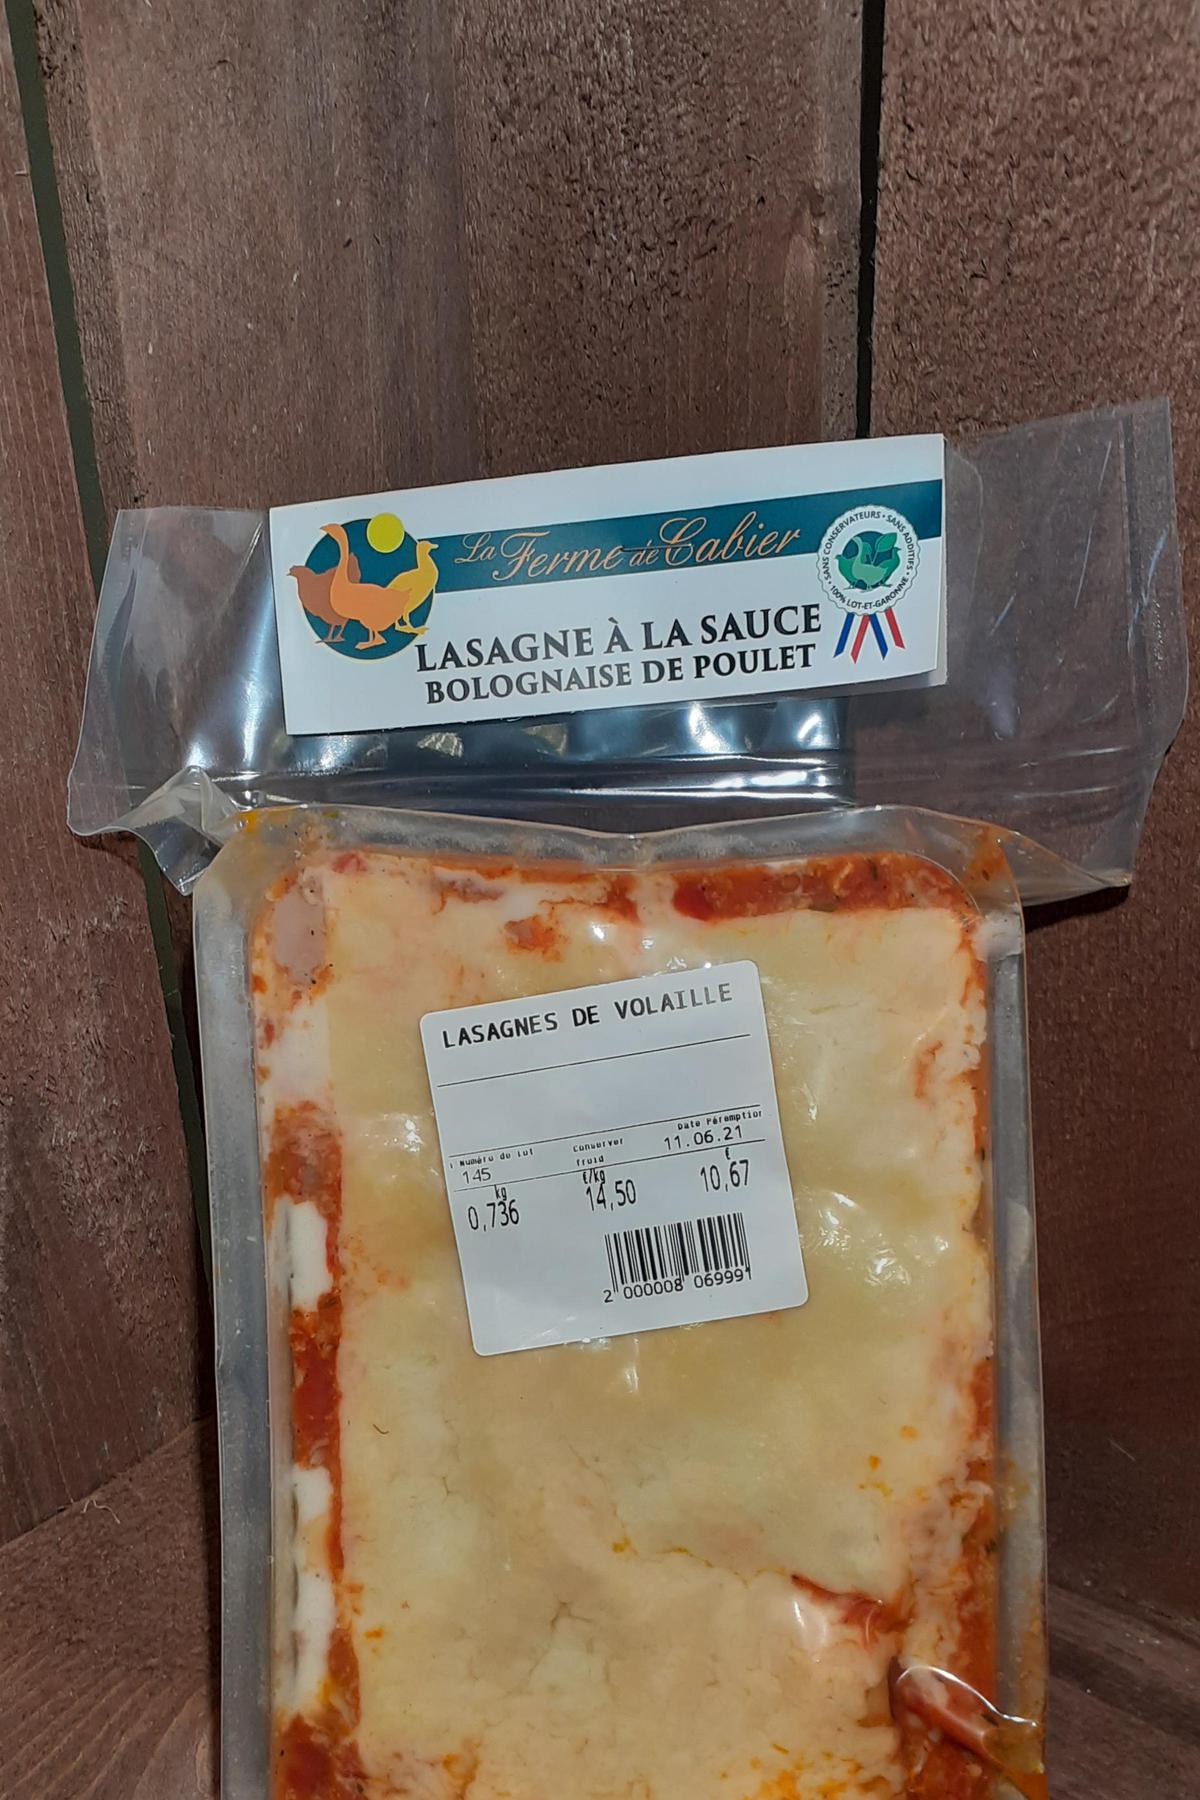 La Ferme de Cabier
SANS CONSERVATEURS • SANS ADDITIFS • 100% LOT-ET-GARONNE •
LASAGNE À LA SAUCE
BOLOGNAISE DE POULET
LASAGNES DE VOLAILLE
Numéro du lot Conserver Date Péremption
145 froid 11.06.21
kg €/kg €
0,736 14,50 10,67
2 000008 069991